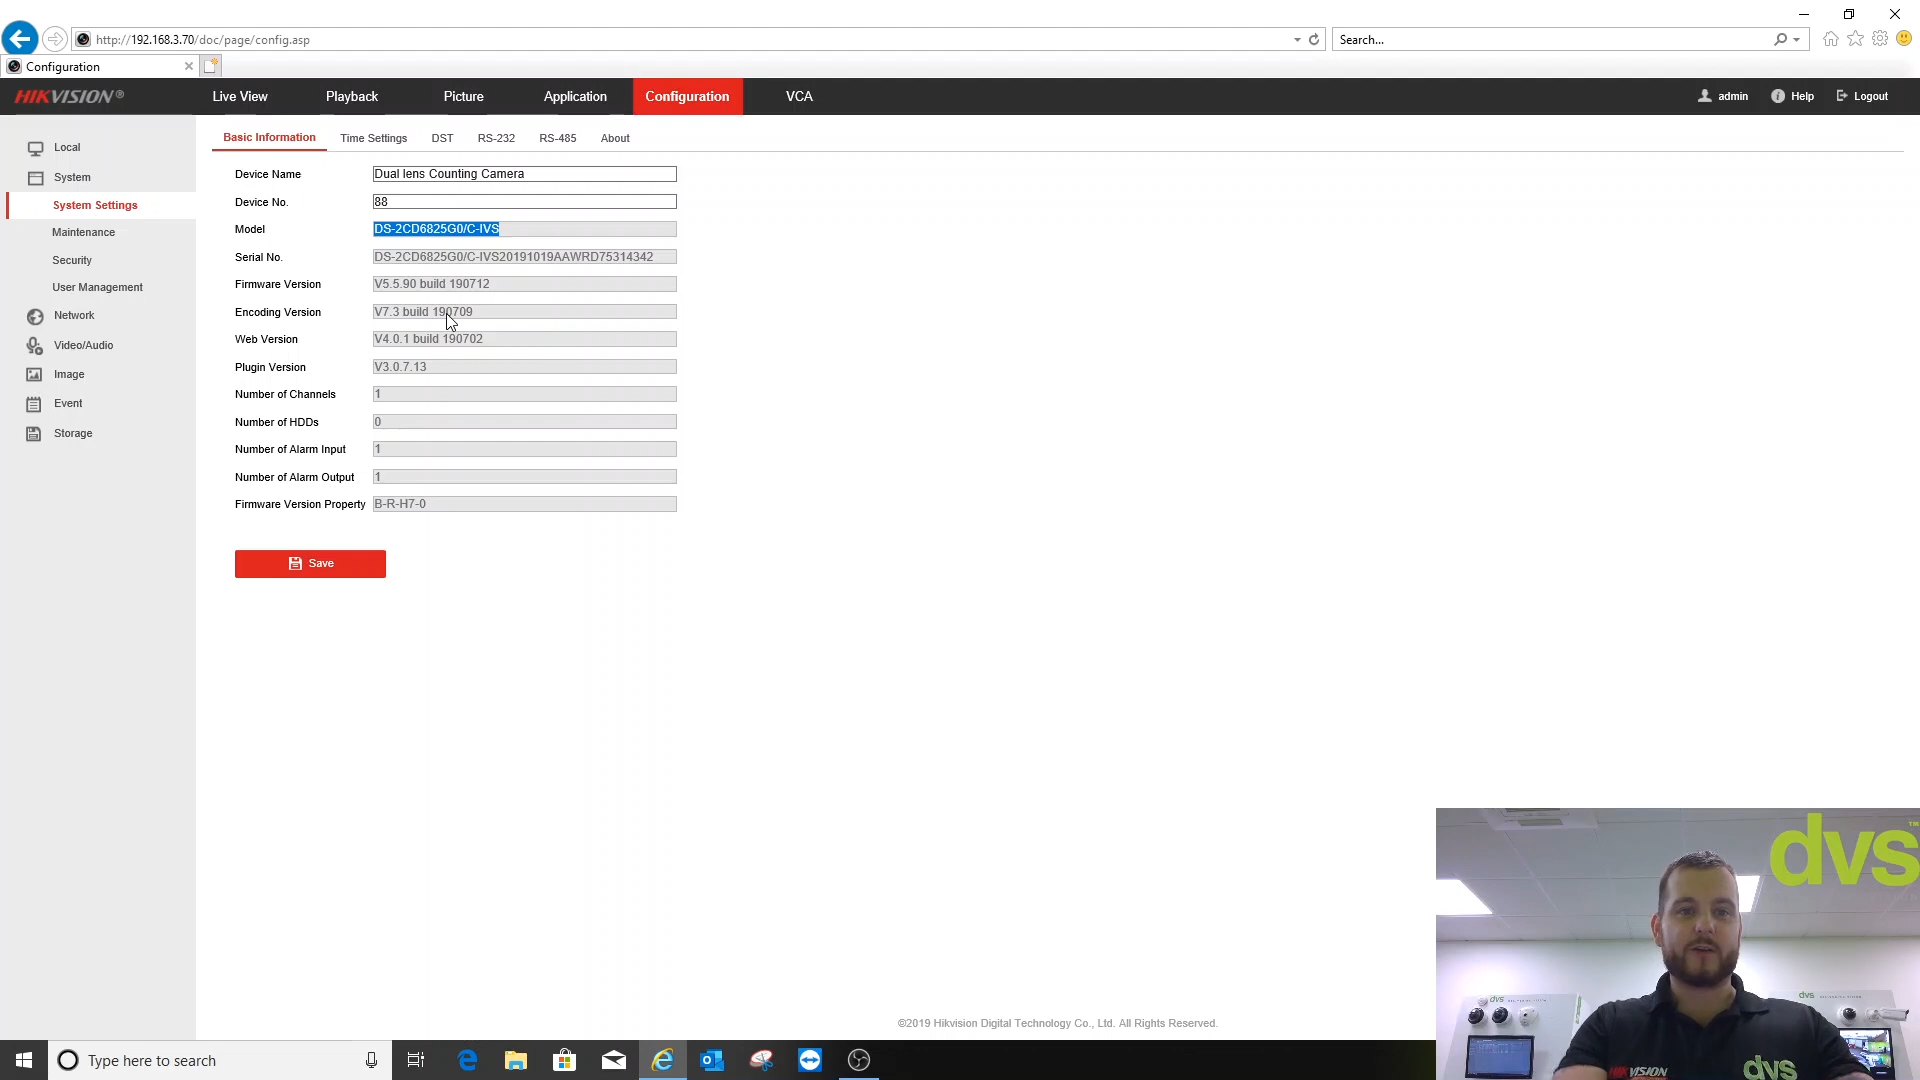 http://192.168.3.70/doc/page/config.asp
Search...
Configuration
HIKVISION®
Live View
Playback
Picture
Application
Configuration
VCA
admin
Help
Logout
Local
System
System Settings
Maintenance
Security
User Management
Network
Video/Audio
Image
Event
Storage
Basic Information
Time Settings
DST
RS-232
RS-485
About
Device Name Dual lens Counting Camera
Device No. 88
Model DS-2CD6825G0/C-IVS
Serial No. DS-2CD6825G0/C-IVS20191019AAWRD75314342
Firmware Version V5.5.90 build 190712
Encoding Version V7.3 build 190709
Web Version V4.0.1 build 190702
Plugin Version V3.0.7.13
Number of Channels 1
Number of HDDs 0
Number of Alarm Input 1
Number of Alarm Output 1
Firmware Version Property B-R-H7-0
Save
©2019 Hikvision Digital Technology Co., Ltd. All Rights Reserved.
Type here to search
dvs™
dvs
dvs
HIKVISION
dvs